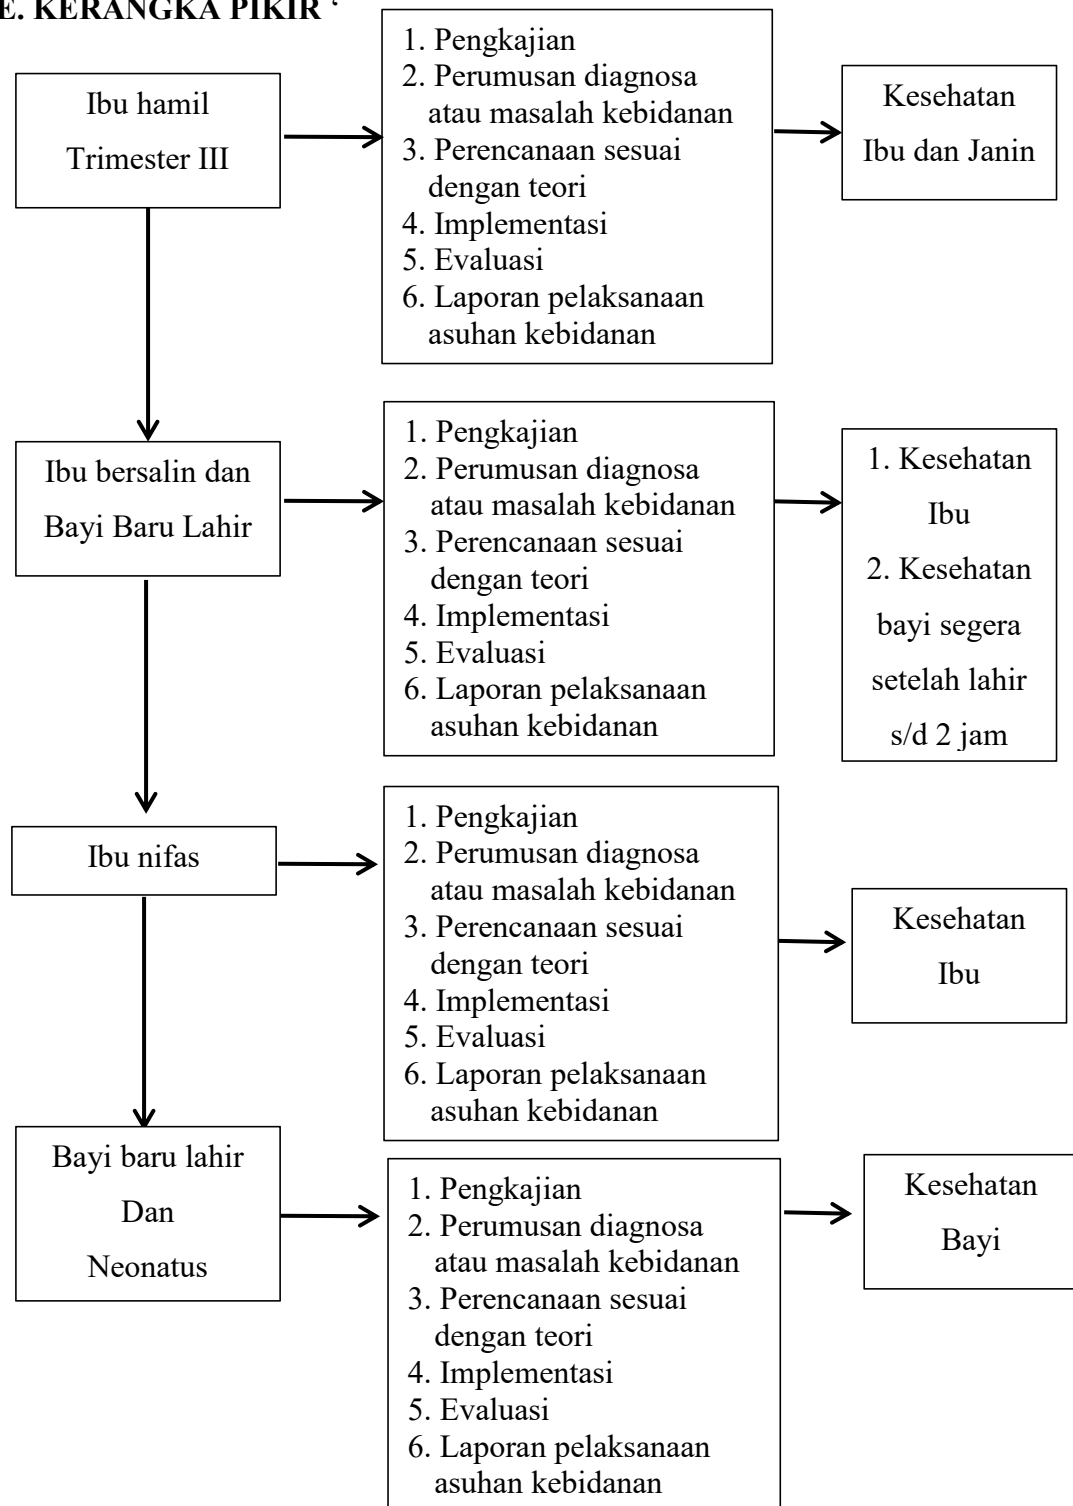 E. KERANGKA PIKIR ‘
Ibu hamil
Trimester III
1. Pengkajian
2. Perumusan diagnosa
atau masalah kebidanan
3. Perencanaan sesuai
dengan teori
4. Implementasi
5. Evaluasi
6. Laporan pelaksanaan
asuhan kebidanan
Kesehatan
Ibu dan Janin
Ibu bersalin dan
Bayi Baru Lahir
1. Pengkajian
2. Perumusan diagnosa
atau masalah kebidanan
3. Perencanaan sesuai
dengan teori
4. Implementasi
5. Evaluasi
6. Laporan pelaksanaan
asuhan kebidanan
1. Kesehatan
Ibu
2. Kesehatan
bayi segera
setelah lahir
s/d 2 jam
Ibu nifas
1. Pengkajian
2. Perumusan diagnosa
atau masalah kebidanan
3. Perencanaan sesuai
dengan teori
4. Implementasi
5. Evaluasi
6. Laporan pelaksanaan
asuhan kebidanan
Kesehatan
Ibu
Bayi baru lahir
Dan
Neonatus
1. Pengkajian
2. Perumusan diagnosa
atau masalah kebidanan
3. Perencanaan sesuai
dengan teori
4. Implementasi
5. Evaluasi
6. Laporan pelaksanaan
asuhan kebidanan
Kesehatan
Bayi